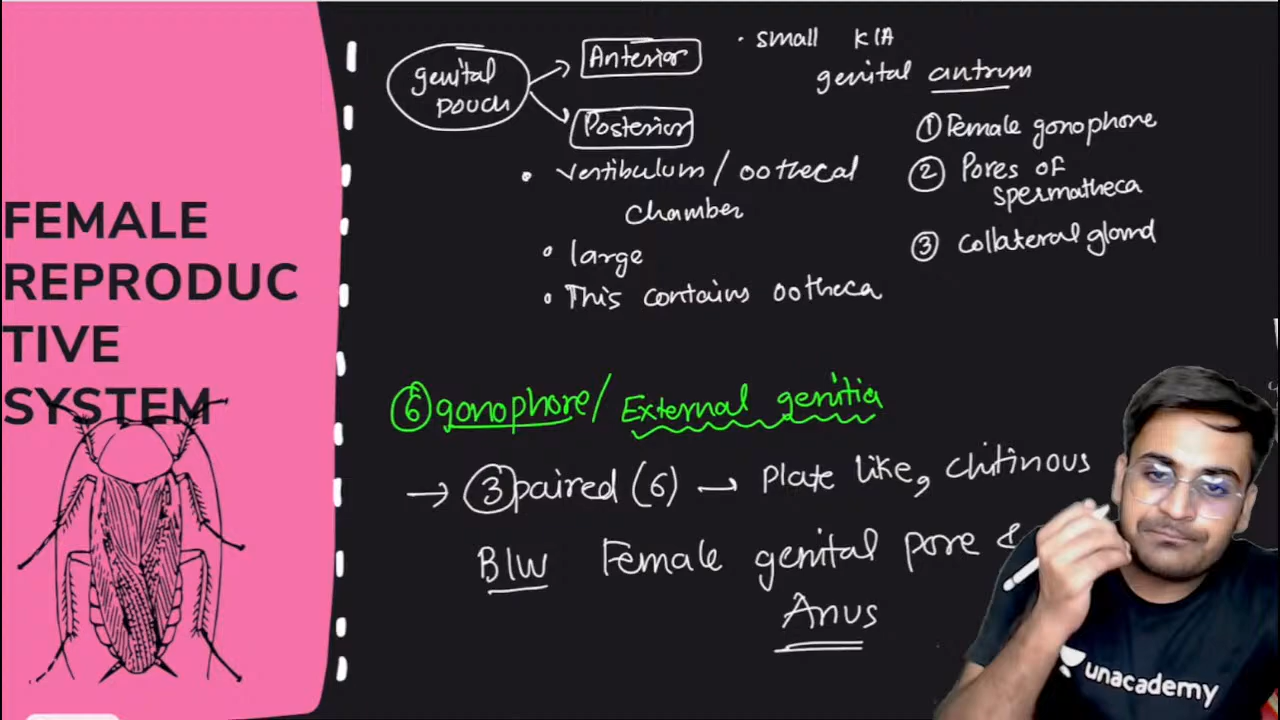 FEMALE
REPRODUC
TIVE
SYSTEM
genital
pouch
Anterior
• small K/A
genital antrum
① Female gonophone
② Pores of
spermatheca
③ Collateral gland
Posterior
• vestibulum / oothecal
chamber
• large
• This contains ootheca
⑥ gonophore/ External genitia
→ ③ paired (6) → Plate like, chitinous
B/W Female genital pore &
Anus
unacademy